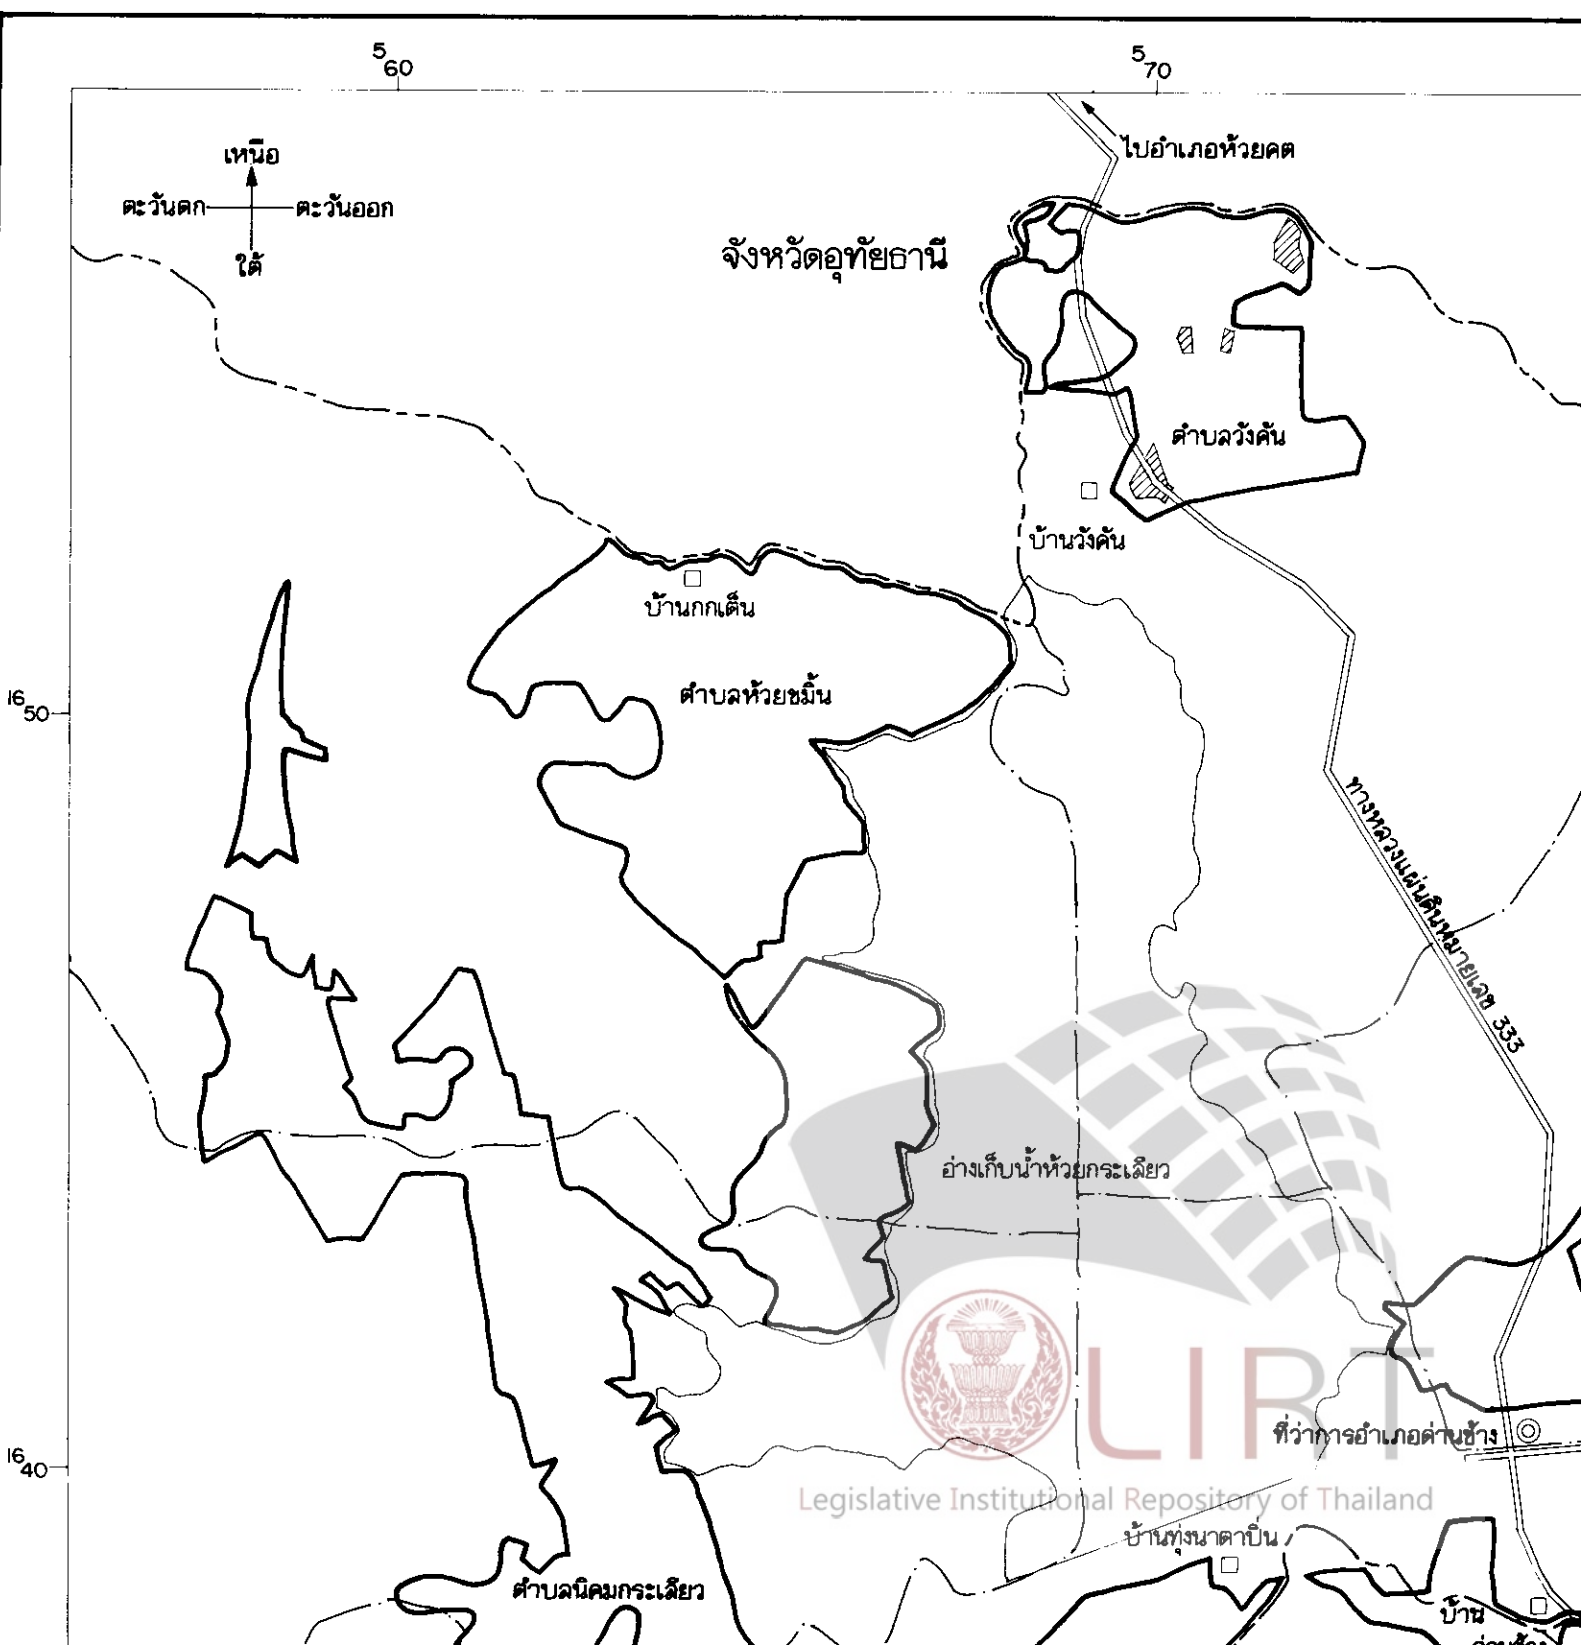 5 60
5 70
ไปอำเภอห้วยคต
เหนือ
ตะวันตก
ตะวันออก
ใต้
จังหวัดอุทัยธานี
ตำบลวังคัน
บ้านวังคัน
บ้านกกเต็น
ตำบลห้วยขมิ้น
16 50
ทางหลวงแผ่นดินหมายเลข 333
อ่างเก็บน้ำห้วยกระเสียว
ที่ว่าการอำเภอด่านช้าง
16 40
LIRT
Legislative Institutional Repository of Thailand
บ้านทุ่งนาตาปิ่น
ตำบลนิคมกระเสียว
บ้าน